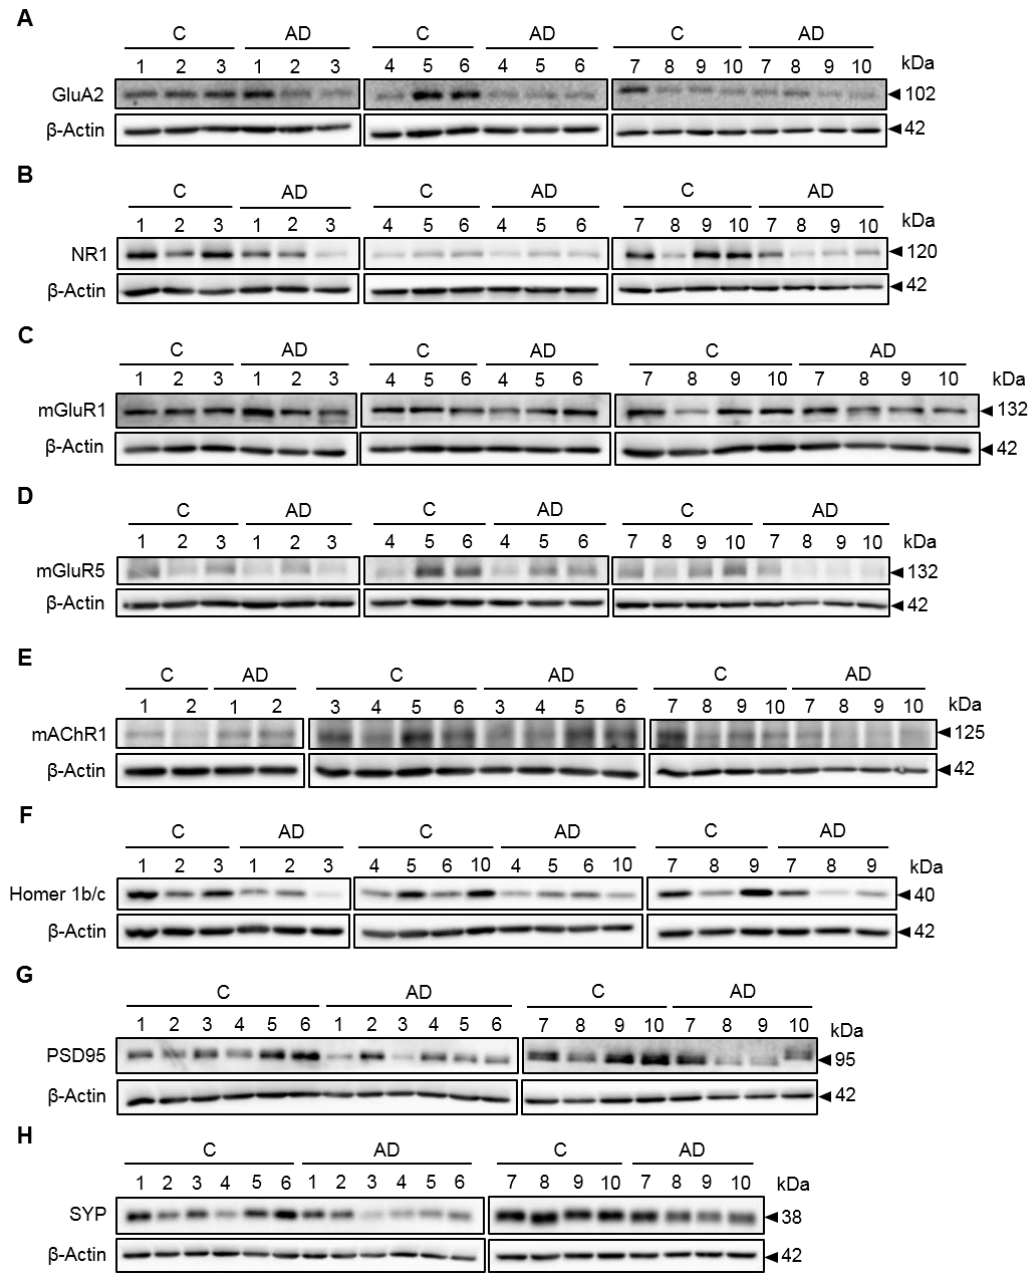 A
C AD C AD C AD
1 2 3 1 2 3 4 5 6 4 5 6 7 8 9 10 7 8 9 10 kDa
GluA2 ◄102
β-Actin ◄42
B
C AD C AD C AD
1 2 3 1 2 3 4 5 6 4 5 6 7 8 9 10 7 8 9 10 kDa
NR1 ◄120
β-Actin ◄42
C
C AD C AD C AD
1 2 3 1 2 3 4 5 6 4 5 6 7 8 9 10 7 8 9 10 kDa
mGluR1 ◄132
β-Actin ◄42
D
C AD C AD C AD
1 2 3 1 2 3 4 5 6 4 5 6 7 8 9 10 7 8 9 10 kDa
mGluR5 ◄132
β-Actin ◄42
E
C AD C AD C AD
1 2 1 2 3 4 5 6 3 4 5 6 7 8 9 10 7 8 9 10 kDa
mAChR1 ◄125
β-Actin ◄42
F
C AD C AD C AD
1 2 3 1 2 3 4 5 6 10 4 5 6 10 7 8 9 7 8 9 kDa
Homer 1b/c ◄40
β-Actin ◄42
G
C AD C AD
1 2 3 4 5 6 1 2 3 4 5 6 7 8 9 10 7 8 9 10 kDa
PSD95 ◄95
β-Actin ◄42
H
C AD C AD
1 2 3 4 5 6 1 2 3 4 5 6 7 8 9 10 7 8 9 10 kDa
SYP ◄38
β-Actin ◄42